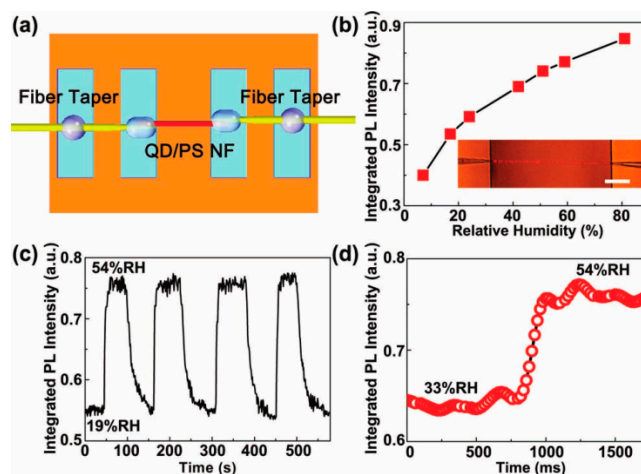 (a)
Fiber Taper
Fiber Taper
QD/PS NF
(b)
Integrated PL Intensity (a.u.)
0.9
0.7
0.5
0.3
0
20
40
60
80
Relative Humidity (%)
(c)
Integrated PL Intensity (a.u.)
0.8
0.7
0.6
0.5
54%RH
19%RH
0
100
200
300
400
500
Time (s)
(d)
Integrated PL Intensity (a.u.)
0.8
0.7
0.6
54%RH
33%RH
0
500
1000
1500
Time (ms)